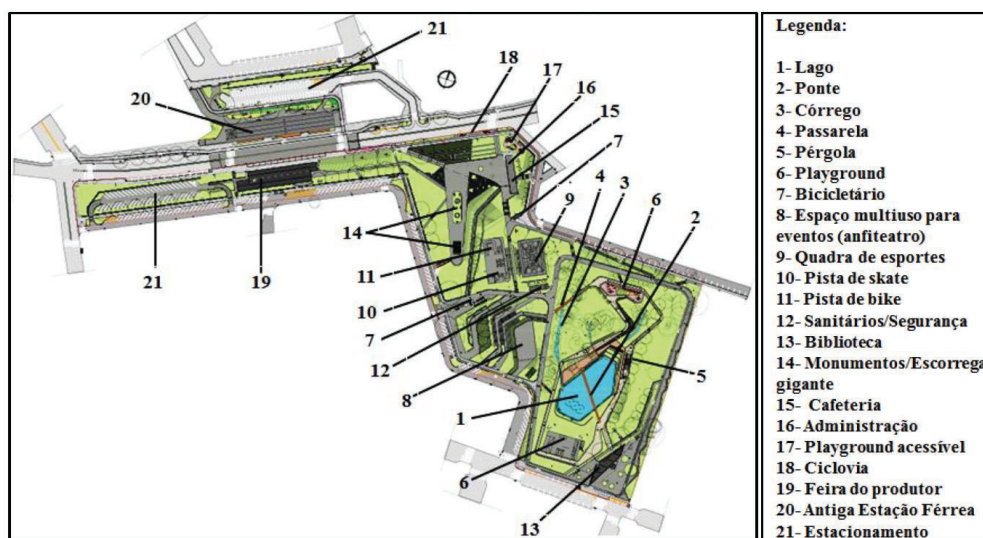 21
18
17
16
15
20
7
4
3
9
6
2
14
11
21
19
10
7
12
8
1
5
6
13
Legenda:
1- Lago
2- Ponte
3- Córrego
4- Passarela
5- Pérgola
6- Playground
7- Bicicletário
8- Espaço multiuso para
eventos (anfiteatro)
9- Quadra de esportes
10- Pista de skate
11- Pista de bike
12- Sanitários/Segurança
13- Biblioteca
14- Monumentos/Escorrega
gigante
15- Cafeteria
16- Administração
17- Playground acessível
18- Ciclovia
19- Feira do produtor
20- Antiga Estação Férrea
21- Estacionamento